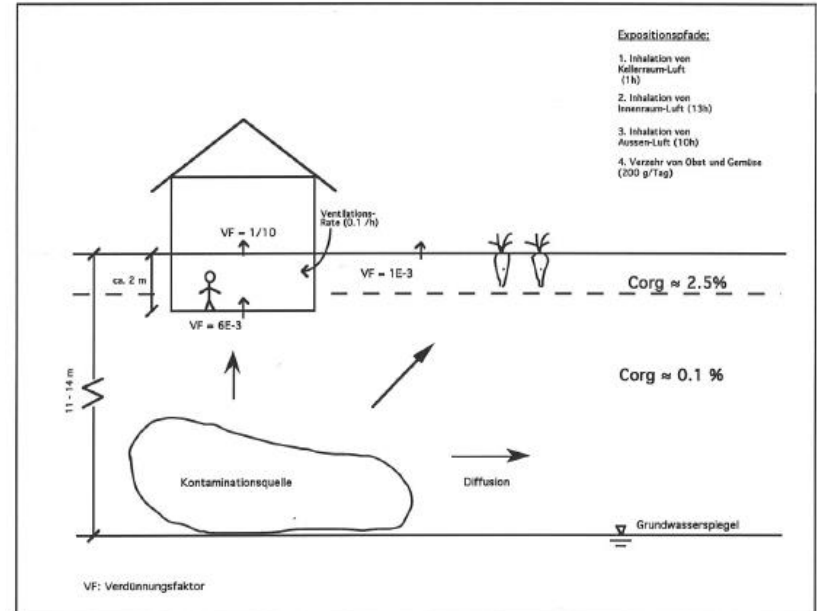 Expositionspfade:
1. Inhalation von
Kellerraum-Luft
(1h)
2. Inhalation von
Innenraum-Luft (13h)
3. Inhalation von
Aussen-Luft (10h)
4. Verzehr von Obst und Gemüse
(200 g/Tag)
Ventilations-
Rate (0.1 /h)
VF = 1/10
ca. 2 m
VF = 1E-3
Corg ≈ 2.5%
VF = 6E-3
Corg ≈ 0.1 %
11 - 14 m
Kontaminationsquelle
Diffusion
Grundwasserspiegel
VF: Verdünnungsfaktor